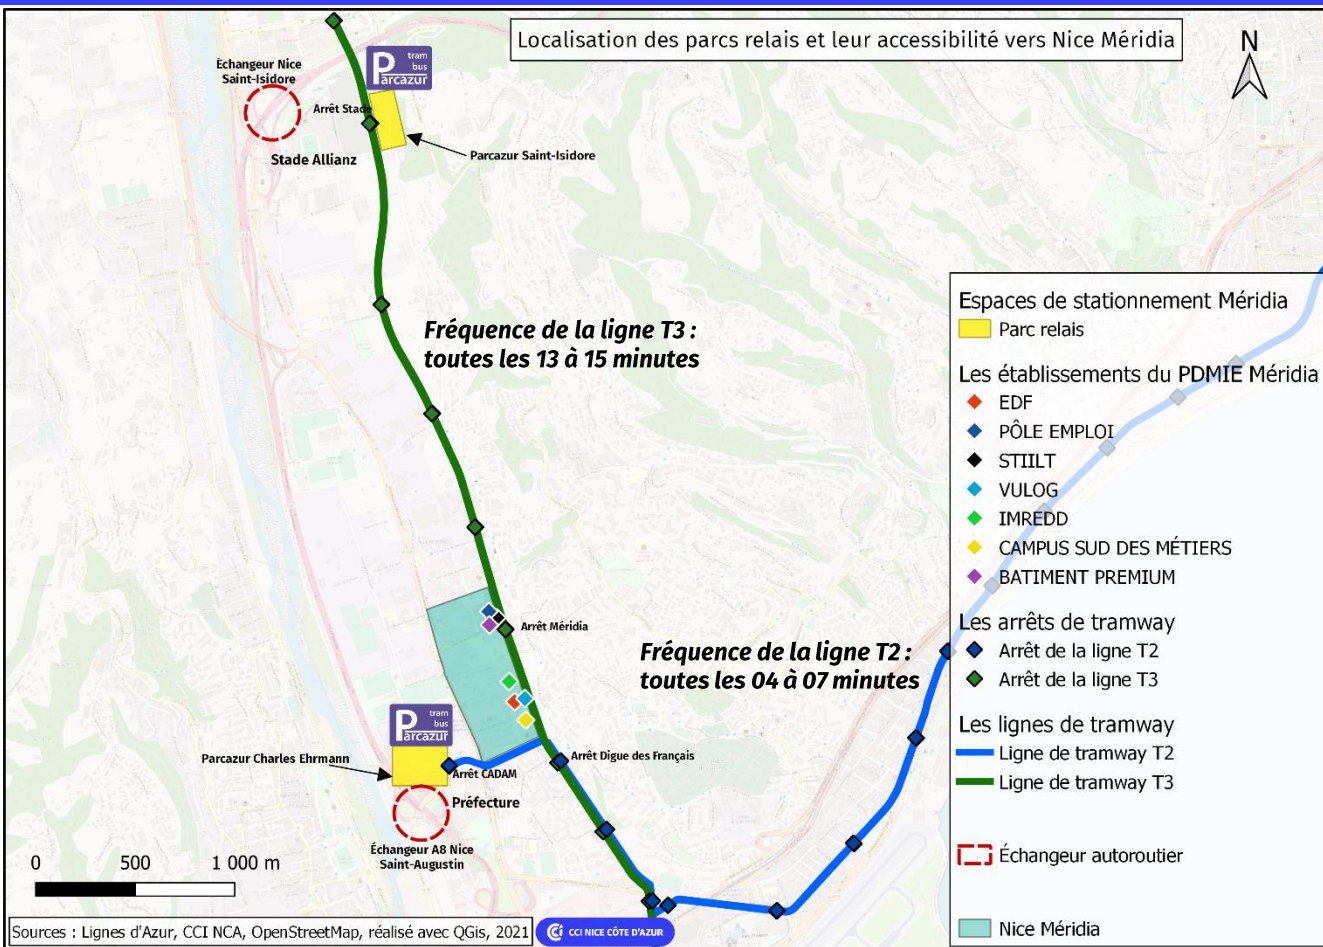 Localisation des parcs relais et leur accessibilité vers Nice Méridia
N
Échangeur Nice
Saint-Isidore
P
tram
bus
arcazur
Arrêt Stade
Stade Allianz
Parcazur Saint-Isidore
Fréquence de la ligne T3 :
toutes les 13 à 15 minutes
Arrêt Méridia
Fréquence de la ligne T2 :
toutes les 04 à 07 minutes
P
tram
bus
arcazur
Parcazur Charles Ehrmann
Arrêt CADAM
Arrêt Digue des Français
Préfecture
Échangeur A8 Nice
Saint-Augustin
0 500 1 000 m
Sources : Lignes d'Azur, CCI NCA, OpenStreetMap, réalisé avec QGis, 2021
CCI NICE CÔTE D'AZUR
Espaces de stationnement Méridia
Parc relais
Les établissements du PDMIE Méridia
EDF
PÔLE EMPLOI
STIILT
VULOG
IMREDD
CAMPUS SUD DES MÉTIERS
BATIMENT PREMIUM
Les arrêts de tramway
Arrêt de la ligne T2
Arrêt de la ligne T3
Les lignes de tramway
Ligne de tramway T2
Ligne de tramway T3
Échangeur autoroutier
Nice Méridia